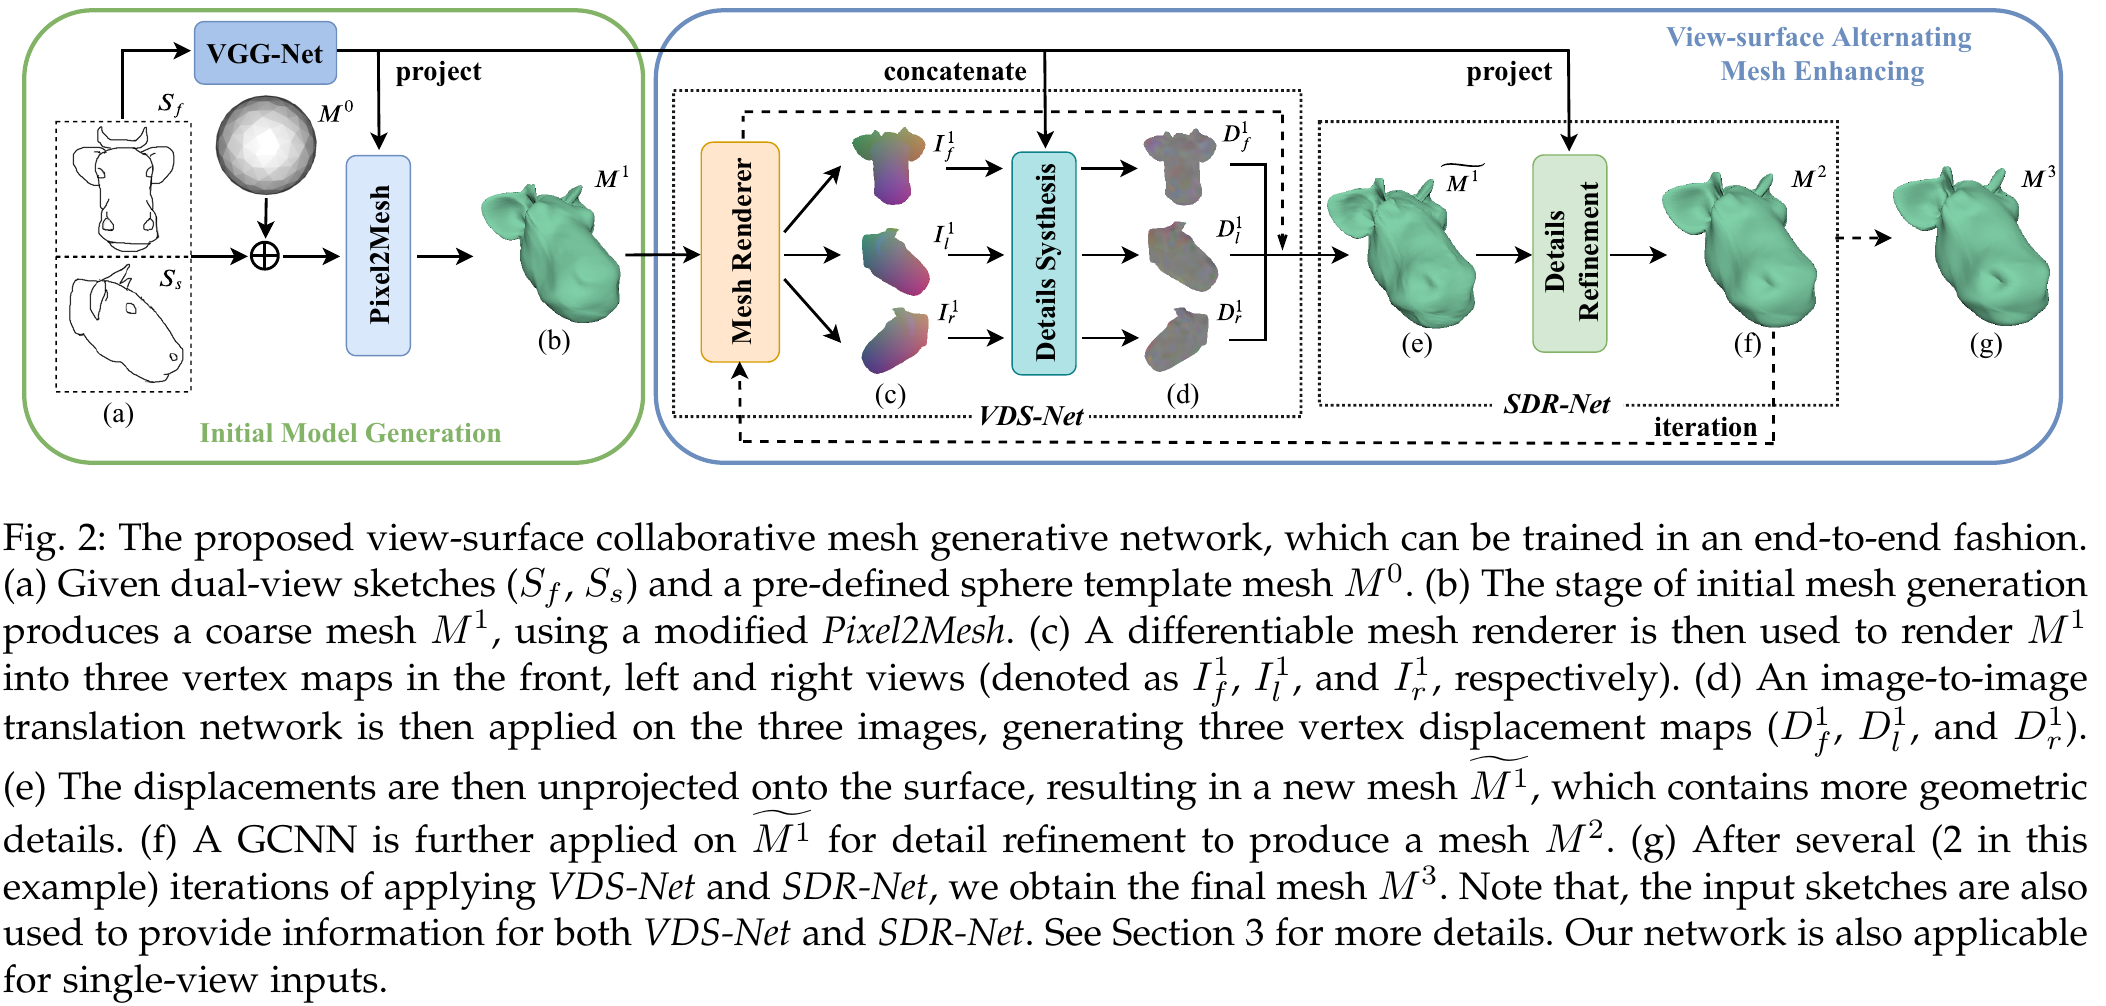 VGG-Net
project
concatenate
project
View-surface Alternating
Mesh Enhancing
S_f
M^0
S_s
Pixel2Mesh
M^1
(a)
(b)
Initial Model Generation
Mesh Renderer
I_f^1
I_l^1
I_r^1
(c)
Details Systhesis
D_f^1
D_l^1
D_r^1
(d)
VDS-Net
\widetilde{M^1}
(e)
Details
Refinement
M^2
(f)
SDR-Net
iteration
M^3
(g)
Fig. 2: The proposed view-surface collaborative mesh generative network, which can be trained in an end-to-end fashion.
(a) Given dual-view sketches (S_f, S_s) and a pre-defined sphere template mesh M^0. (b) The stage of initial mesh generation
produces a coarse mesh M^1, using a modified Pixel2Mesh. (c) A differentiable mesh renderer is then used to render M^1
into three vertex maps in the front, left and right views (denoted as I_f^1, I_l^1, and I_r^1, respectively). (d) An image-to-image
translation network is then applied on the three images, generating three vertex displacement maps (D_f^1, D_l^1, and D_r^1).
(e) The displacements are then unprojected onto the surface, resulting in a new mesh \widetilde{M^1}, which contains more geometric
details. (f) A GCNN is further applied on \widetilde{M^1} for detail refinement to produce a mesh M^2. (g) After several (2 in this
example) iterations of applying VDS-Net and SDR-Net, we obtain the final mesh M^3. Note that, the input sketches are also
used to provide information for both VDS-Net and SDR-Net. See Section 3 for more details. Our network is also applicable
for single-view inputs.